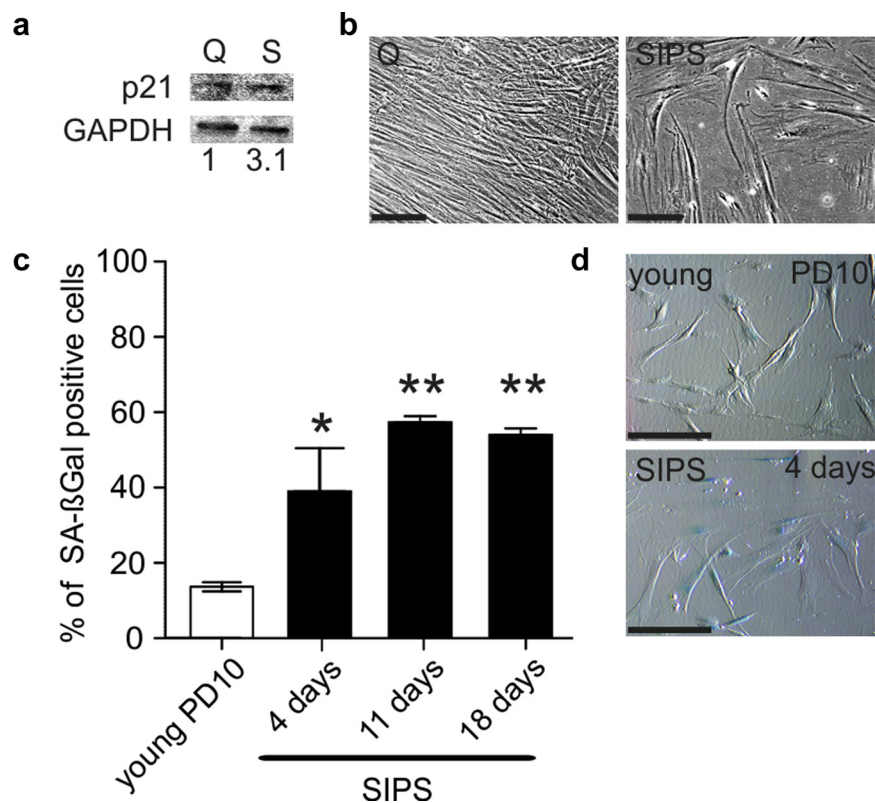 a
Q S
p21
GAPDH
1 3.1
b
Q
SIPS
c
% of SA-ßGal positive cells
100
80
60
40
20
0
*
**
**
young PD10
4 days
11 days
18 days
SIPS
d
young PD10
SIPS 4 days